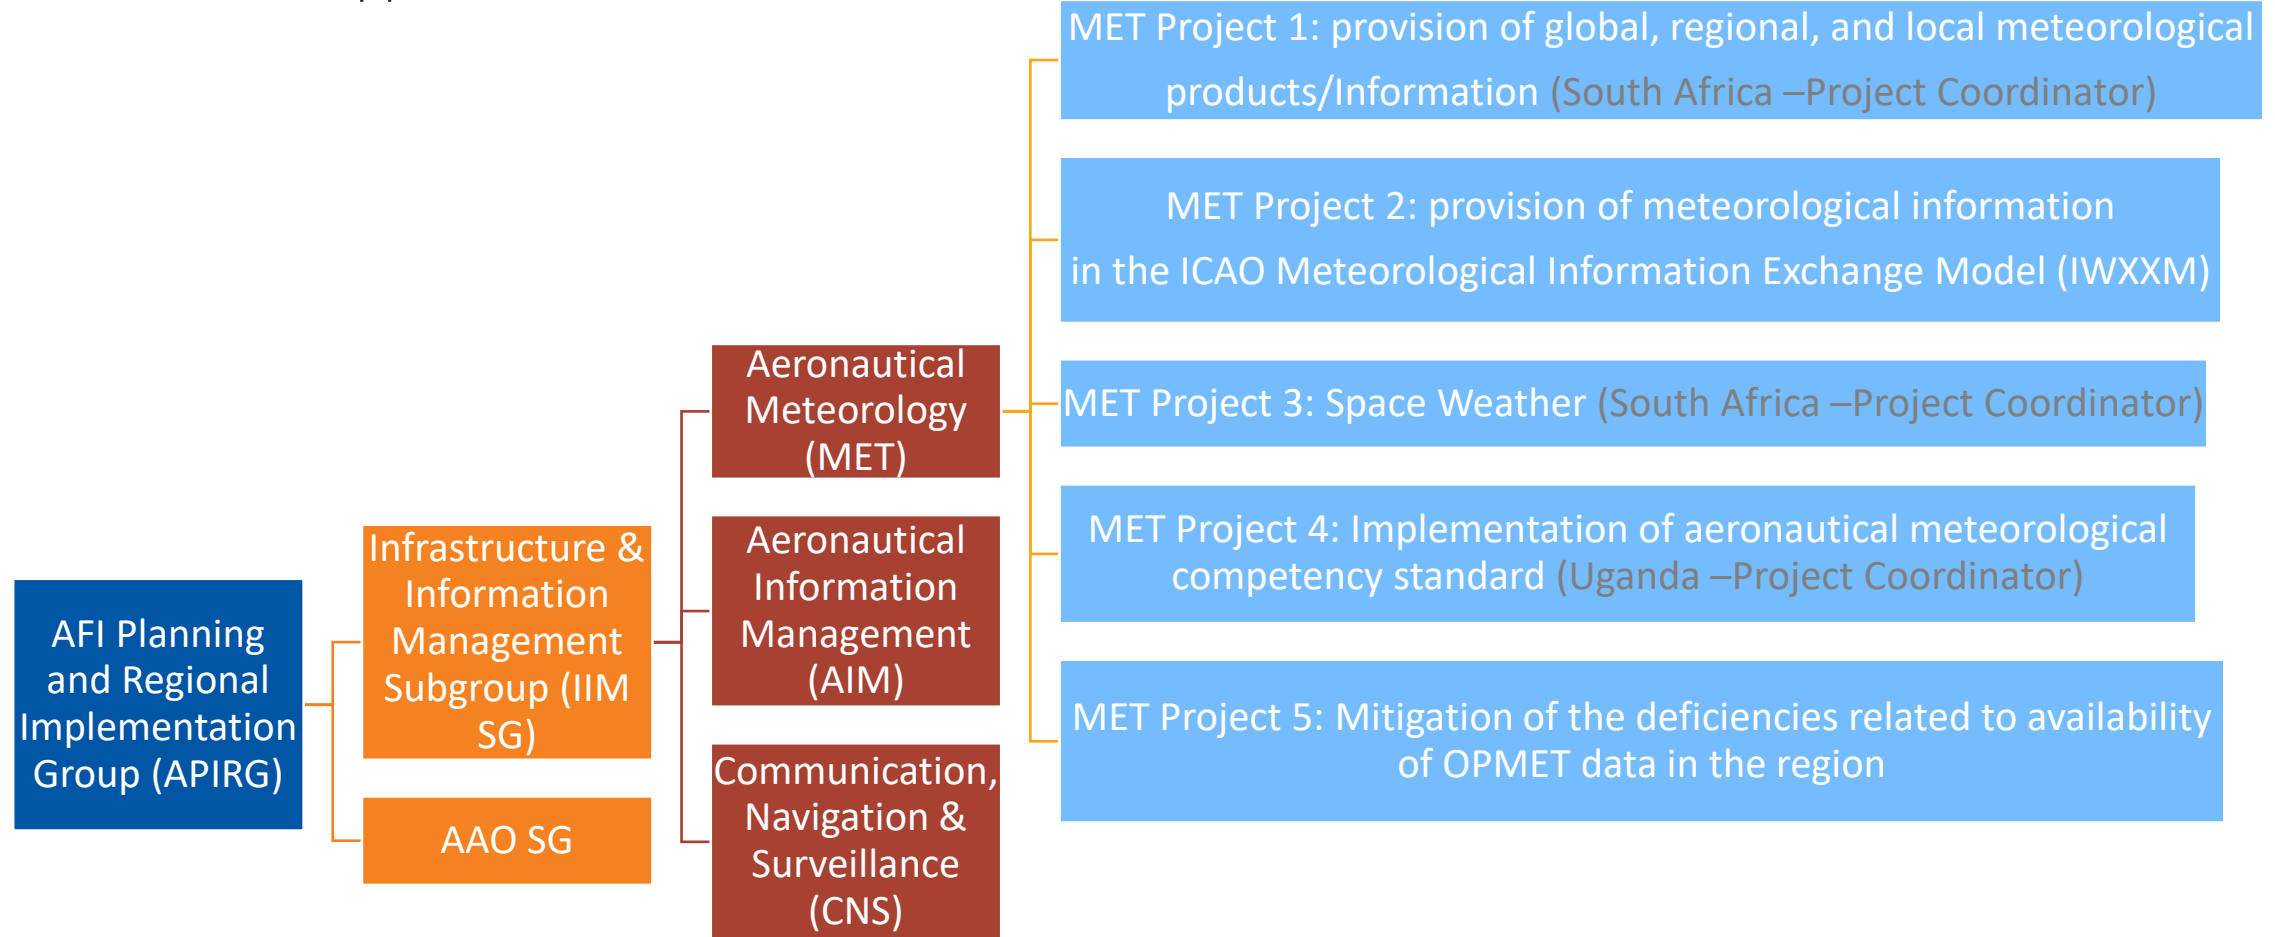 MET Project 1: provision of global, regional, and local meteorological
products/Information (South Africa –Project Coordinator)
MET Project 2: provision of meteorological information
in the ICAO Meteorological Information Exchange Model (IWXXM)
MET Project 3: Space Weather (South Africa –Project Coordinator)
MET Project 4: Implementation of aeronautical meteorological
competency standard (Uganda –Project Coordinator)
MET Project 5: Mitigation of the deficiencies related to availability
of OPMET data in the region
Aeronautical
Meteorology
(MET)
Aeronautical
Information
Management
(AIM)
Communication,
Navigation &
Surveillance
(CNS)
Infrastructure &
Information
Management
Subgroup (IIM
SG)
AAO SG
AFI Planning
and Regional
Implementation
Group (APIRG)